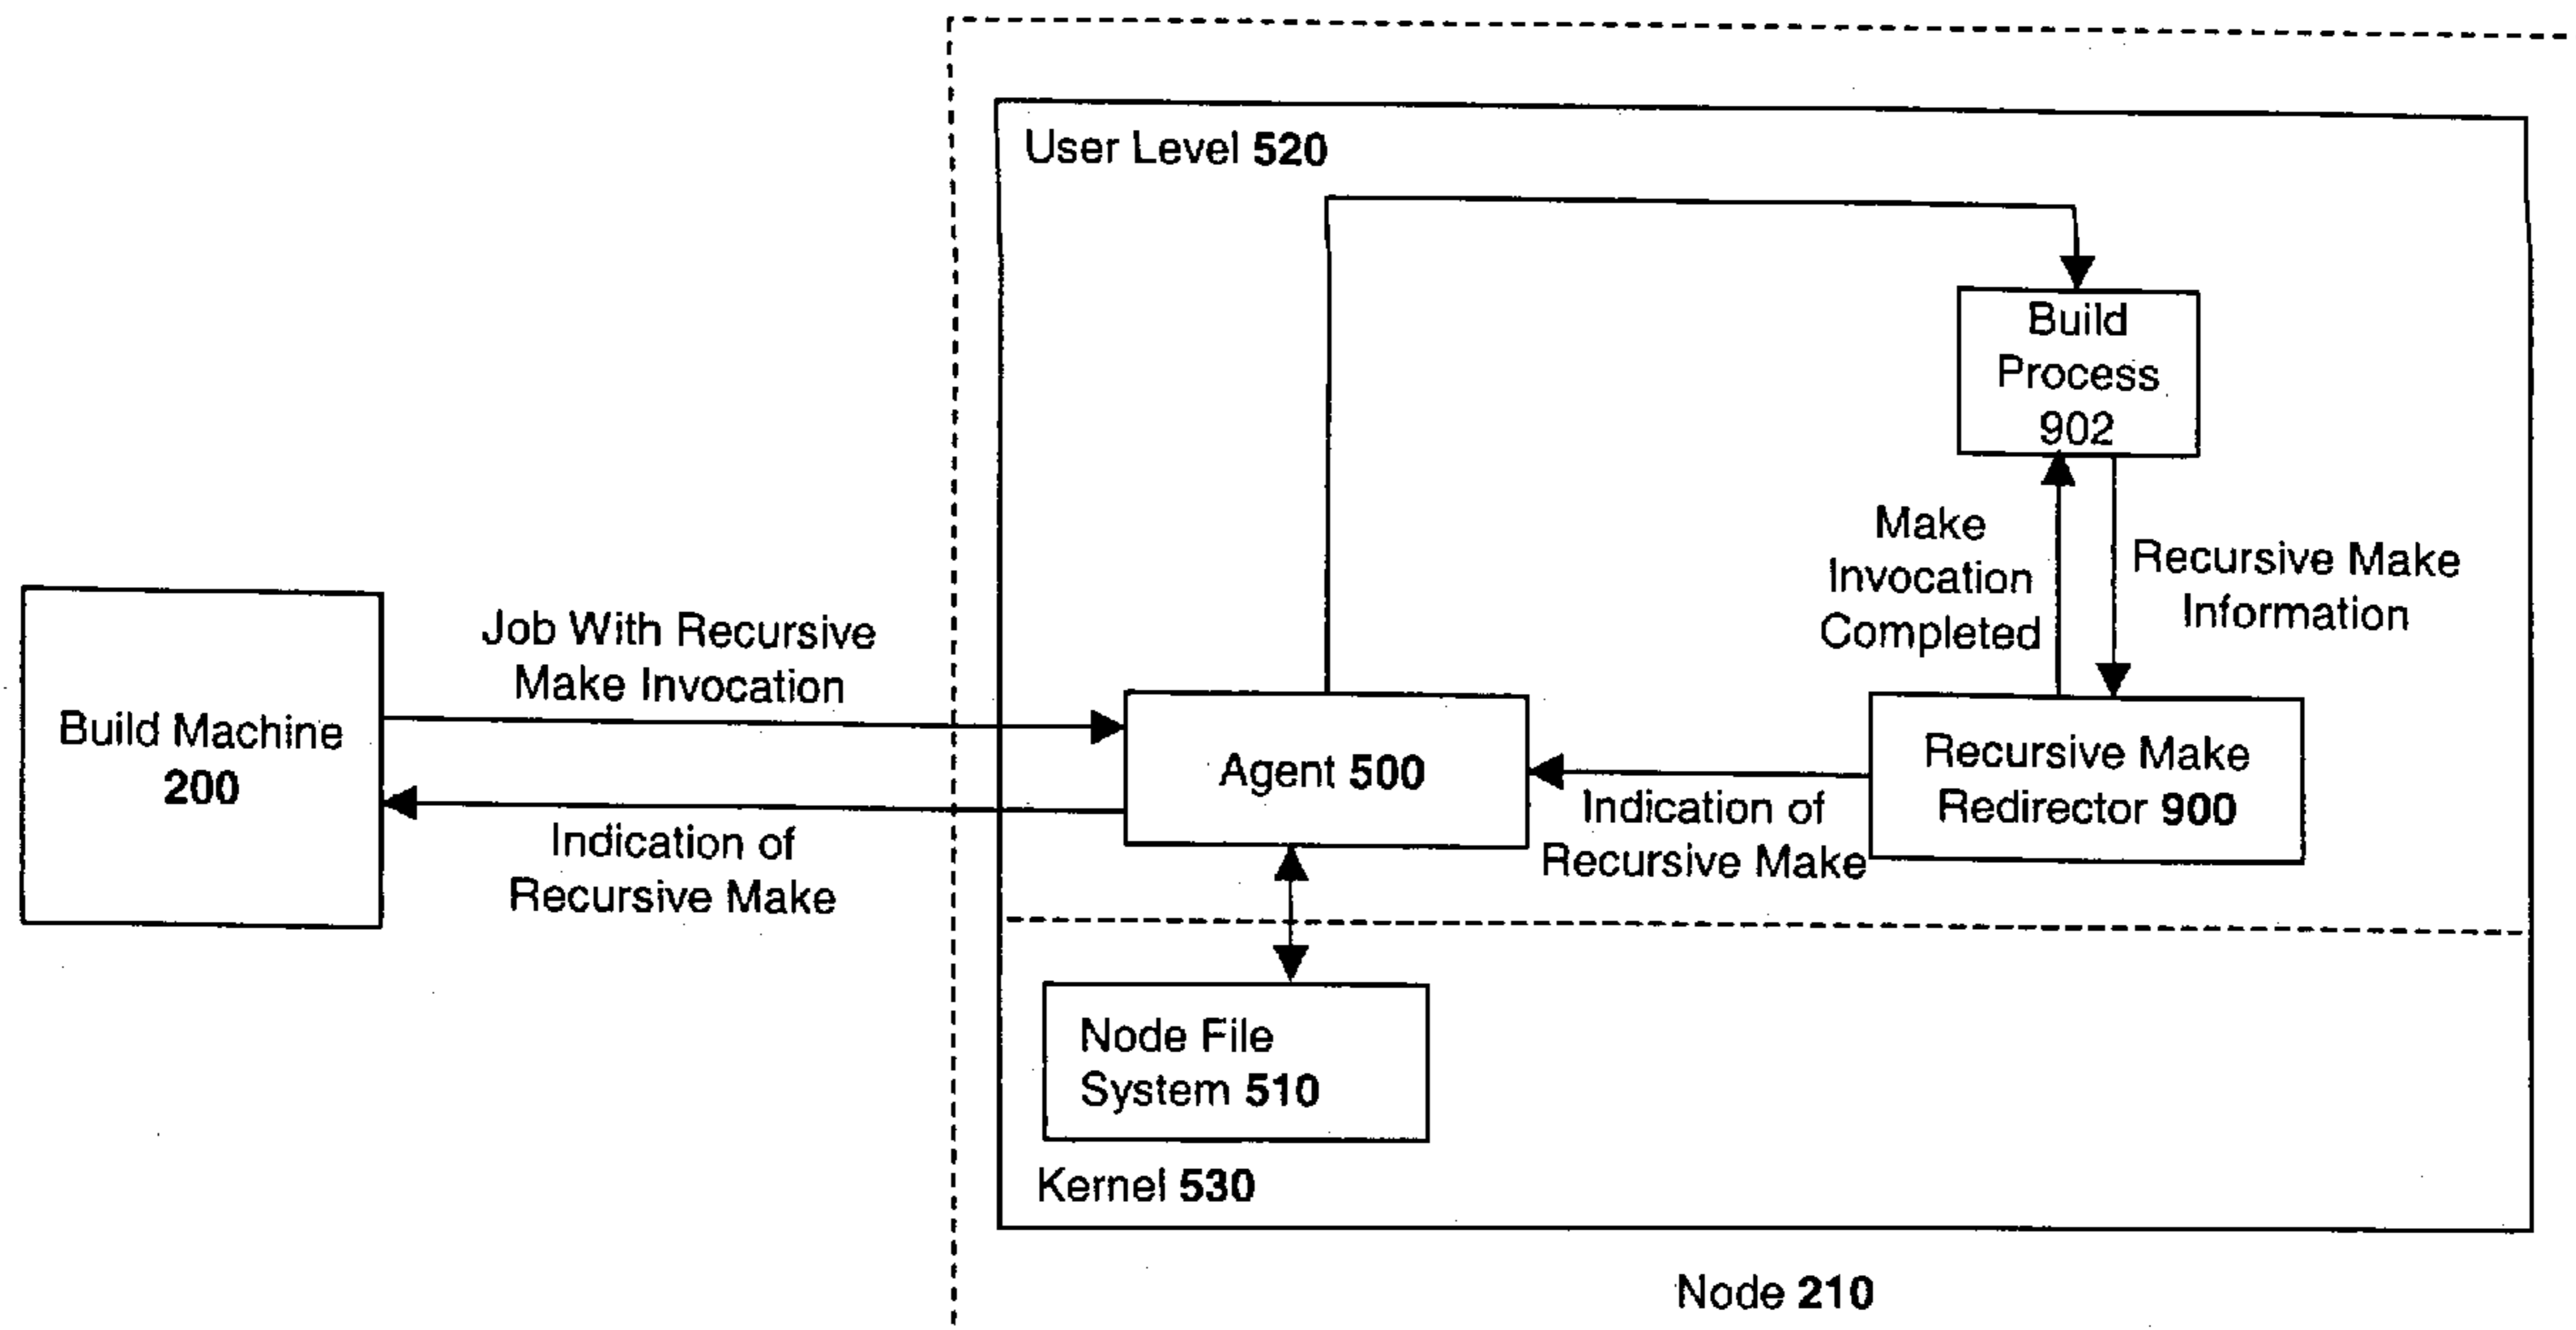 User Level 520
Build
Process
902
Make
Invocation
Completed
Recursive Make
Information
Job With Recursive
Make Invocation
Build Machine
200
Agent 500
Recursive Make
Redirector 900
Indication of
Recursive Make
Indication of
Recursive Make
Node File
System 510
Kernel 530
Node 210